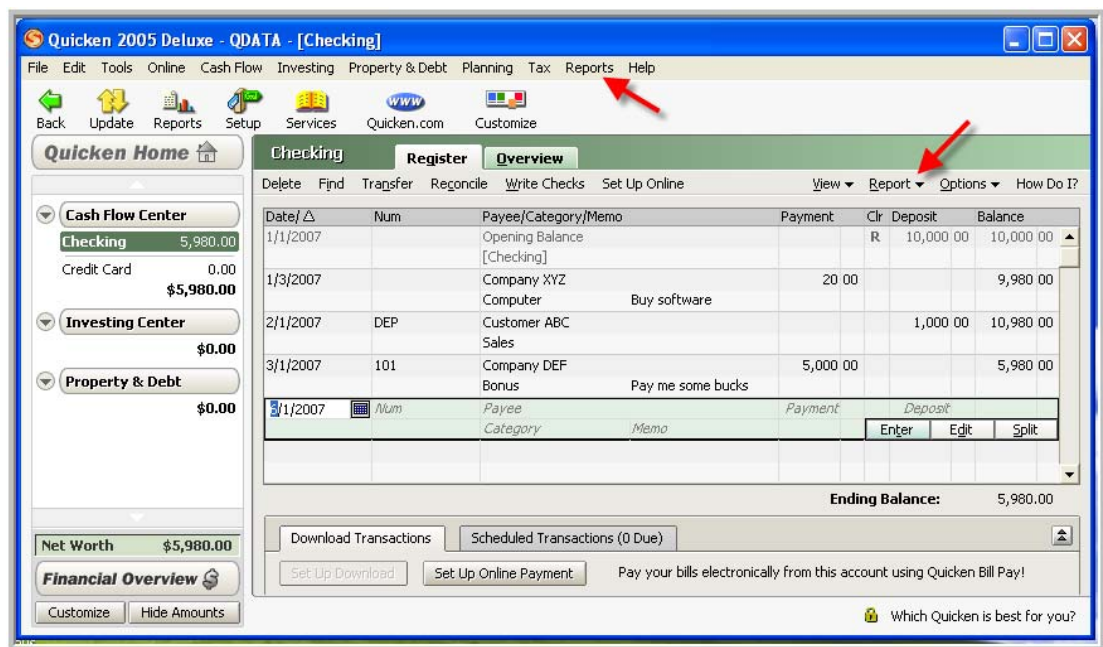 Quicken 2005 Deluxe - QDATA - [Checking]
File Edit Tools Online Cash Flow Investing Property & Debt Planning Tax Reports Help
WWW
Back Update Reports Setup Services Quicken.com Customize
Quicken Home
Checking Register Overview
Delete Find Transfer Reconcile Write Checks Set Up Online View Report Options How Do I?
Cash Flow Center
Checking 5,980.00
Credit Card 0.00
$5,980.00
Investing Center
$0.00
Property & Debt
$0.00
Date/ Num Payee/Category/Memo Payment Clr Deposit Balance
1/1/2007 Opening Balance R 10,000 00 10,000 00
[Checking]
1/3/2007 Company XYZ 20 00 9,980 00
Computer Buy software
2/1/2007 DEP Customer ABC 1,000 00 10,980 00
Sales
3/1/2007 101 Company DEF 5,000 00 5,980 00
Bonus Pay me some bucks
/1/2007 Num Payee Payment Deposit
Category Memo Enter Edit Split
Ending Balance: 5,980.00
Net Worth $5,980.00
Financial Overview
Customize Hide Amounts
Download Transactions Scheduled Transactions (0 Due)
Set Up Download Set Up Online Payment Pay your bills electronically from this account using Quicken Bill Pay!
Which Quicken is best for you?